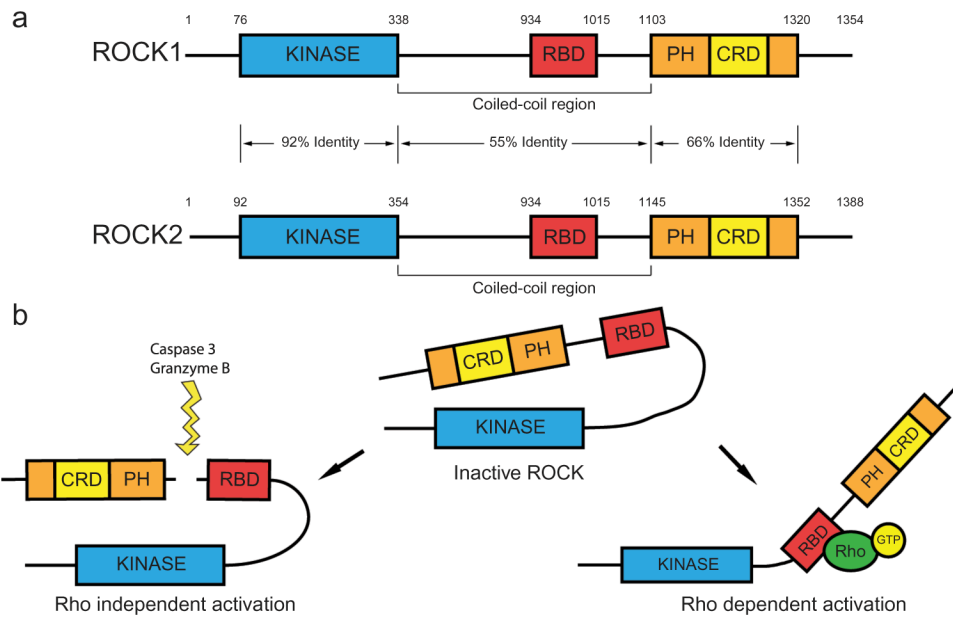 a
1 76 338 934 1015 1103 1320 1354
ROCK1 KINASE RBD PH CRD
Coiled-coil region
92% Identity 55% Identity 66% Identity
1 92 354 934 1015 1145 1352 1388
ROCK2 KINASE RBD PH CRD
Coiled-coil region
b
Caspase 3
Granzyme B
CRD PH RBD
KINASE
Inactive ROCK
CRD PH RBD
KINASE
Rho independent activation
PH CRD
RBD Rho GTP
KINASE
Rho dependent activation